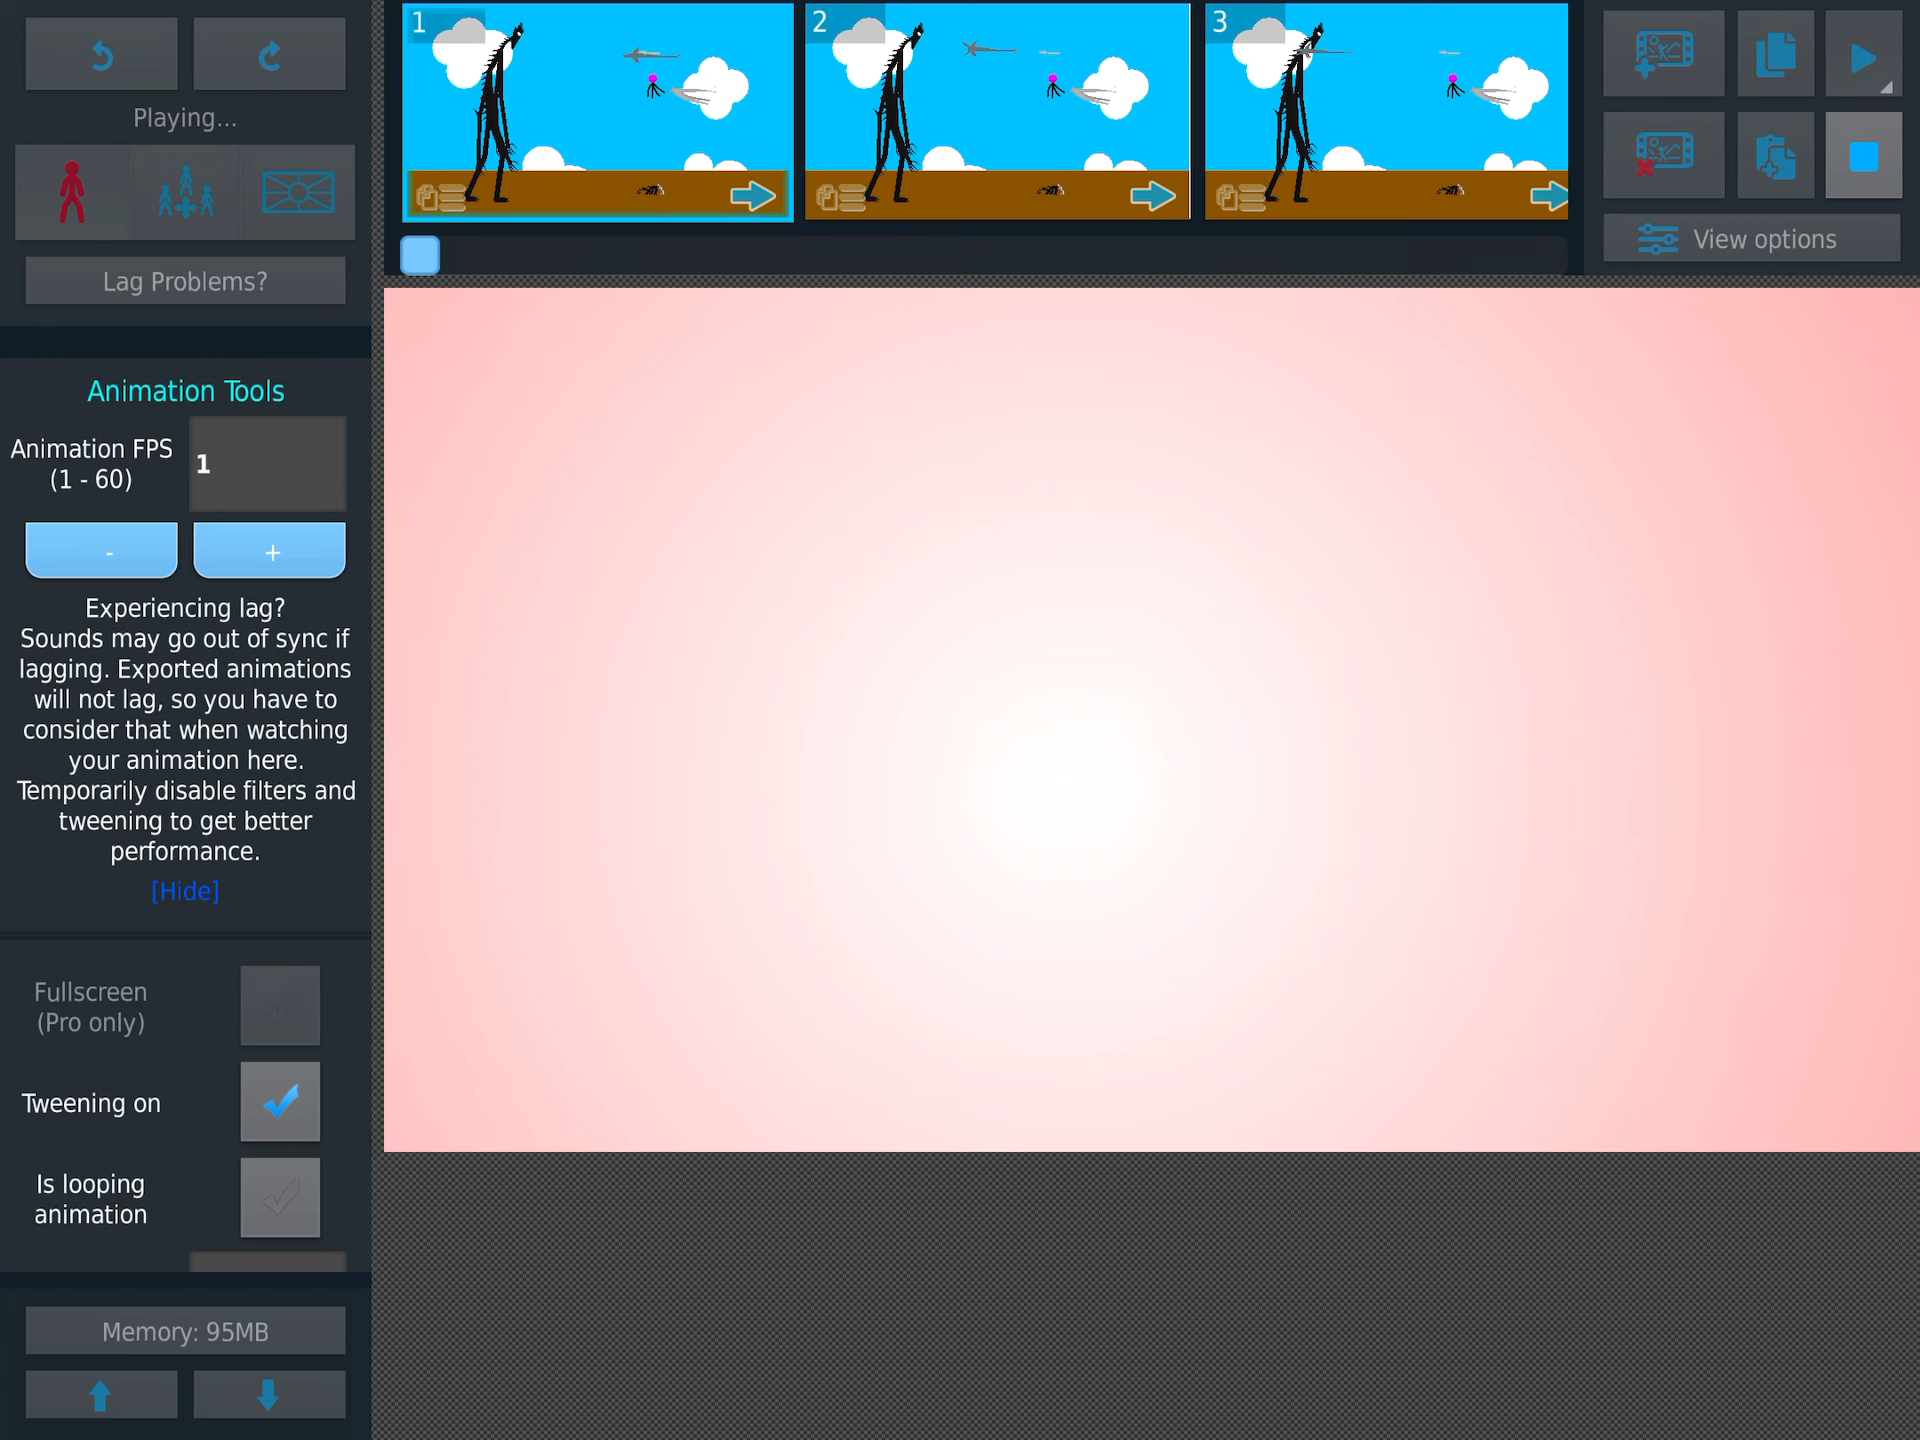 Playing...
Lag Problems?
1
2
3
View options
Animation Tools
Animation FPS
(1 - 60)
1
-
+
Experiencing lag?
Sounds may go out of sync if
lagging. Exported animations
will not lag, so you have to
consider that when watching
your animation here.
Temporarily disable filters and
tweening to get better
performance.
[Hide]
Fullscreen
(Pro only)
Tweening on
Is looping
animation
Memory: 95MB